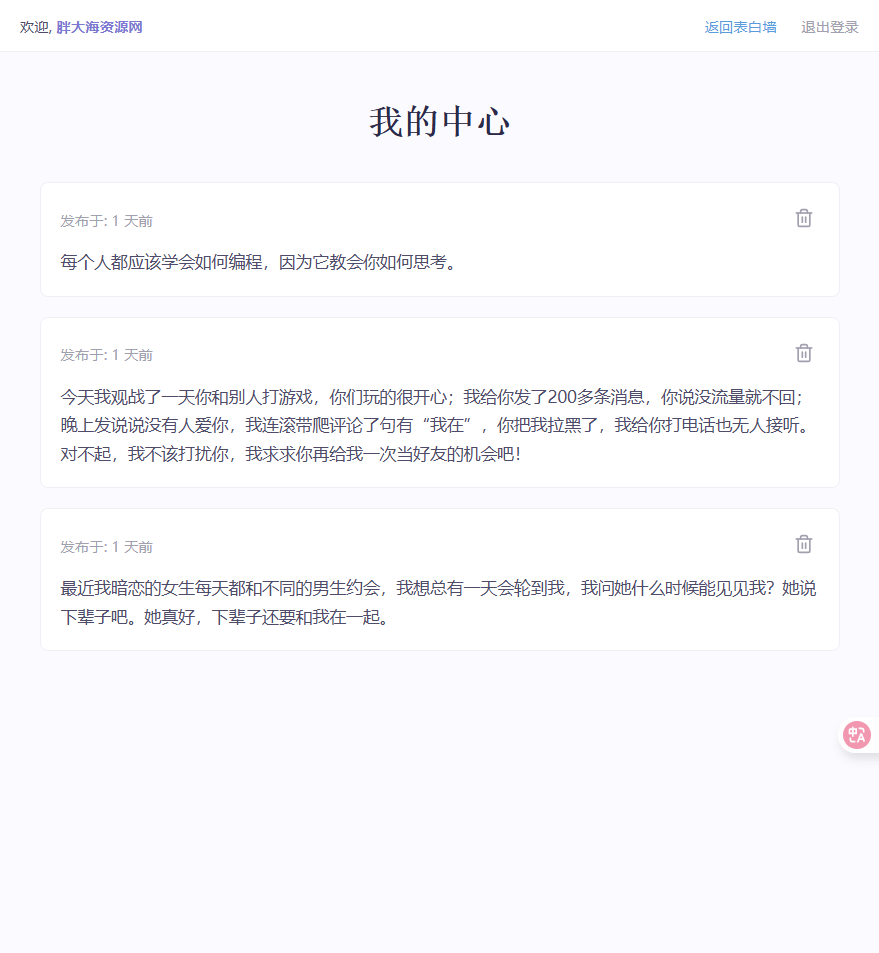 欢迎, 胖大海资源网
返回表白墙
退出登录
我的中心
发布于: 1 天前
每个人都应该学会如何编程，因为它教会你如何思考。
发布于: 1 天前
今天我观战了一天你和别人打游戏，你们玩的很开心；我给你发了200多条消息，你说没流量就不回；
晚上发说说没有人爱你，我连滚带爬评论了句有“我在”，你把我拉黑了，我给你打电话也无人接听。
对不起，我不该打扰你，我求求你再给我一次当好友的机会吧！
发布于: 1 天前
最近我暗恋的女生每天都和不同的男生约会，我想总有一天会轮到我，我问她什么时候能见见我？她说
下辈子吧。她真好，下辈子还要和我在一起。
中A